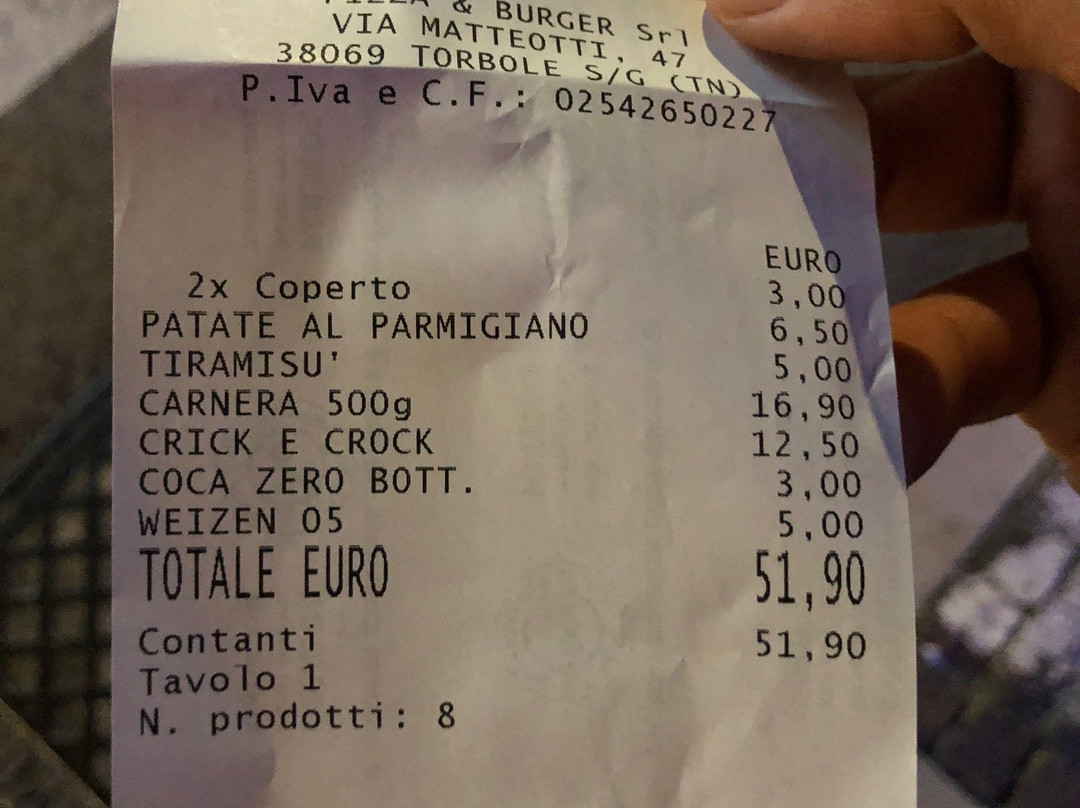 & BURGER Srl
VIA MATTEOTTI, 47
38069 TORBOLE S/G (TN)
P.Iva e C.F.: 02542650227
EURO
2x Coperto 3,00
PATATE AL PARMIGIANO 6,50
TIRAMISU' 5,00
CARNERA 500g 16,90
CRICK E CROCK 12,50
COCA ZERO BOTT. 3,00
WEIZEN 05 5,00
TOTALE EURO 51,90
Contanti 51,90
Tavolo 1
N. prodotti: 8